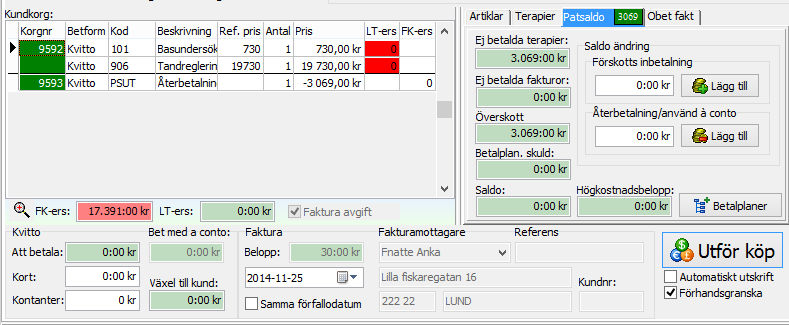 Kundkorg:
Korgnr Betform Kod Beskrivning Ref. pris Antal Pris LT-ers FK-ers
9592 Kvitto 101 Basundersök 730 1 730,00 kr 0
Kvitto 906 Tandreglerin 19730 1 19 730,00 kr 0
9593 Kvitto PSUT Återbetalnin 1 -3 069,00 kr 0
FK-ers: 17.391:00 kr LT-ers: 0:00 kr Faktura avgift
Artiklar Terapier Patsaldo 3069 Obet fakt
Ej betalda terapier:
3.069:00 kr
Ej betalda fakturor:
0:00 kr
Överskott
3.069:00 kr
Betalplan. skuld:
0:00 kr
Saldo:
0:00 kr
Saldo ändring
Förskotts inbetalning
0:00 kr Lägg till
Återbetalning/använd à conto
0:00 kr Lägg till
Högkostnadsbelopp:
0:00 kr Betalplaner
Kvitto
Att betala: 0:00 kr
Kort: 0:00 kr
Kontanter: 0 kr
Bet med a conto:
0:00 kr
Växel till kund:
0:00 kr
Faktura
Belopp: 30:00 kr
2014-11-25
Samma förfallodatum
Fakturamottagare
Fnatte Anka
Lilla fiskaregatan 16
222 22 LUND
Referens
Kundnr:
Utför köp
Automatiskt utskrift
Förhandsgranska